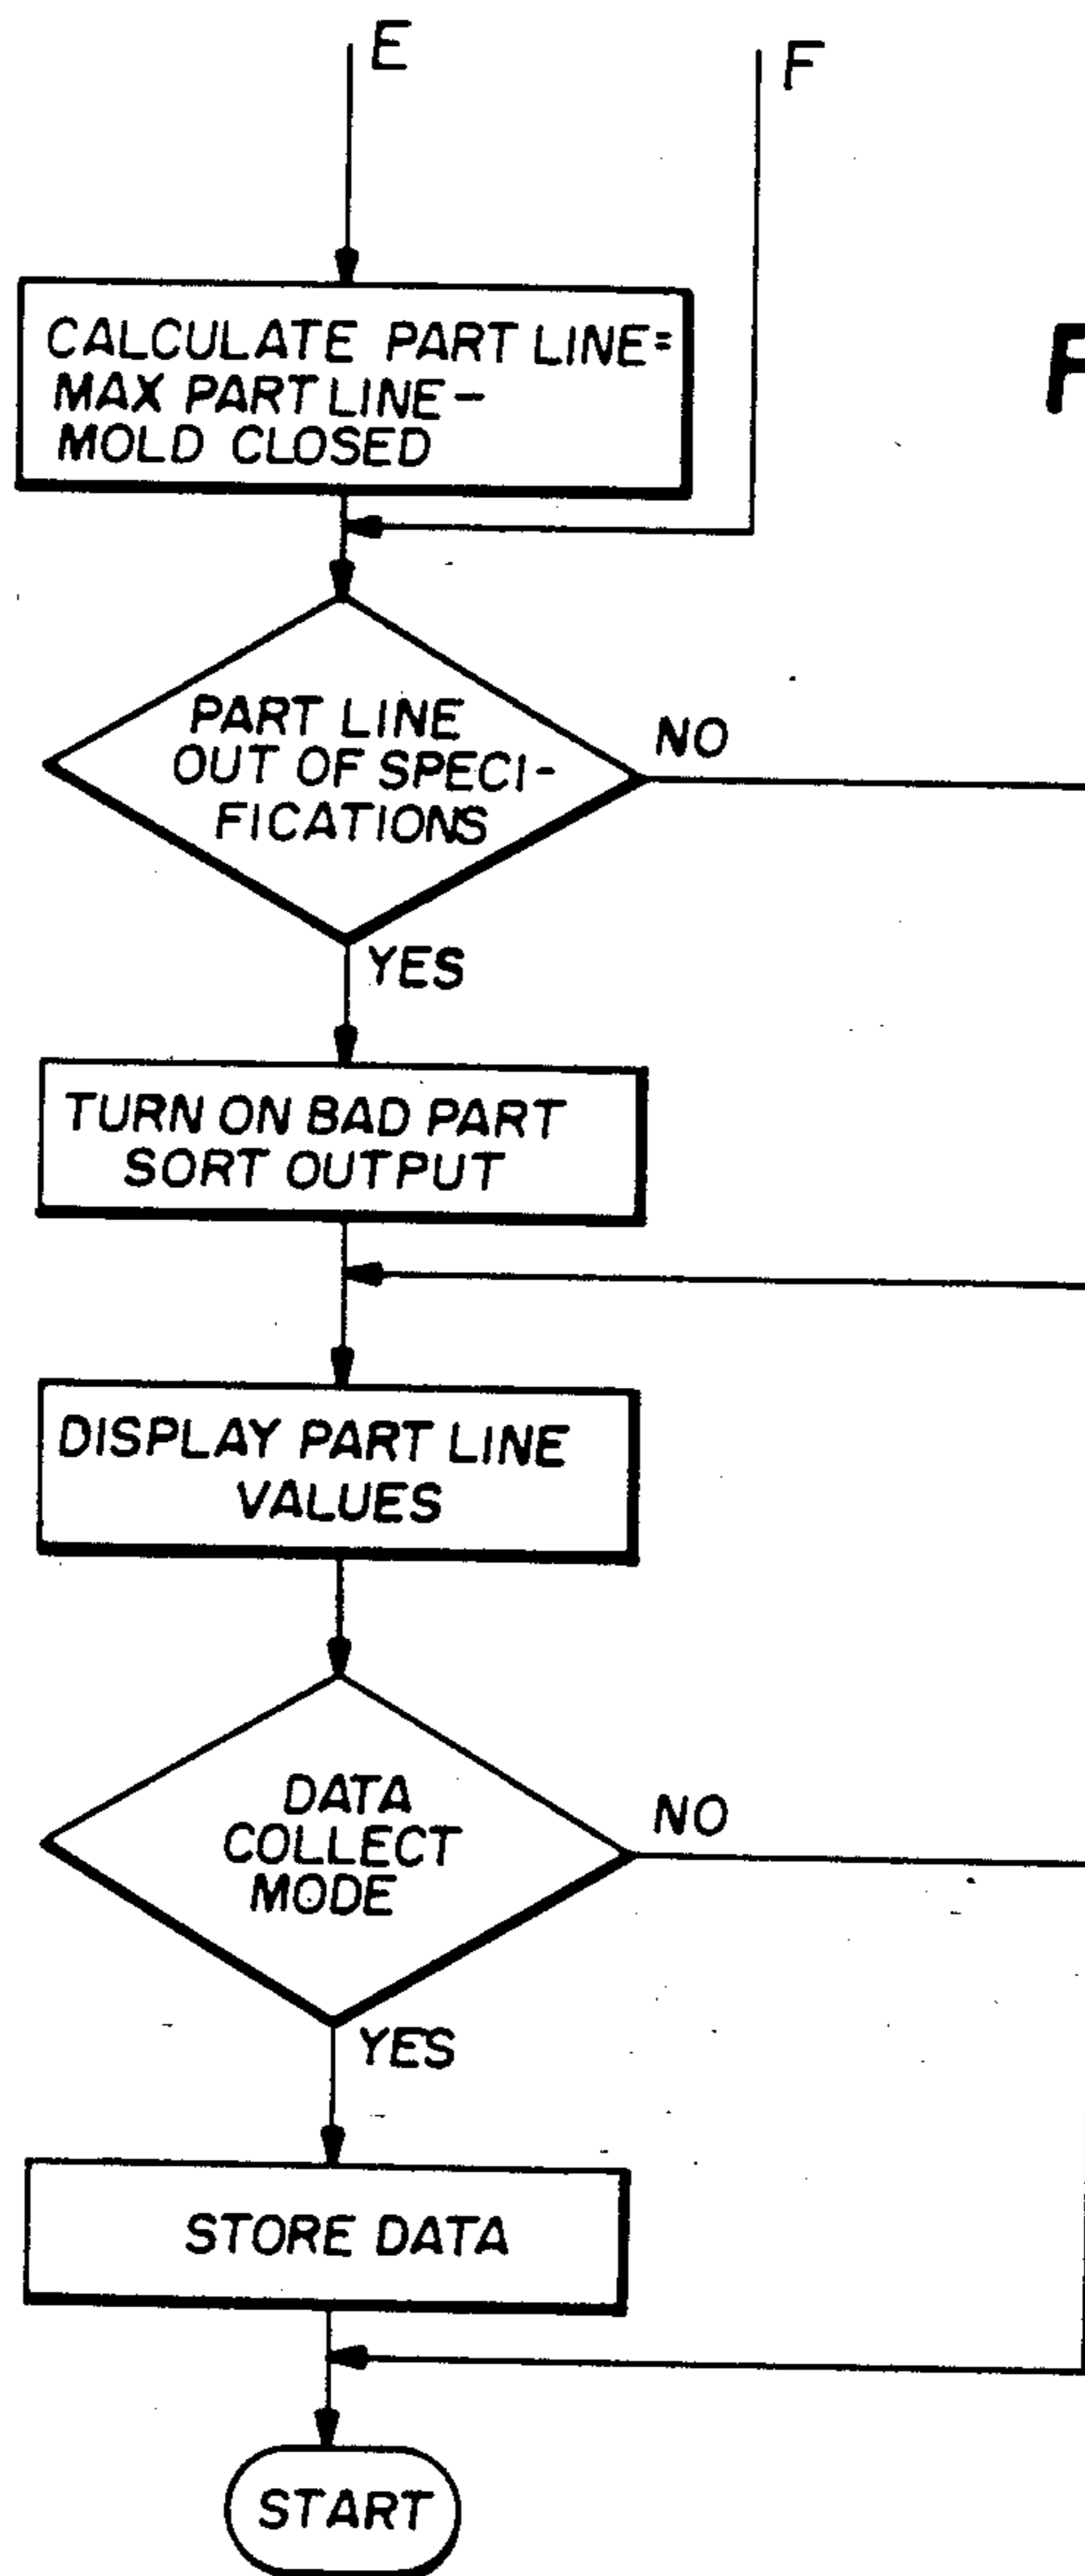 E
F
CALCULATE PART LINE=
MAX PART LINE-
MOLD CLOSED
F
PART LINE
OUT OF SPECI-
FICATIONS
NO
YES
TURN ON BAD PART
SORT OUTPUT
DISPLAY PART LINE
VALUES
DATA
COLLECT
MODE
NO
YES
STORE DATA
START